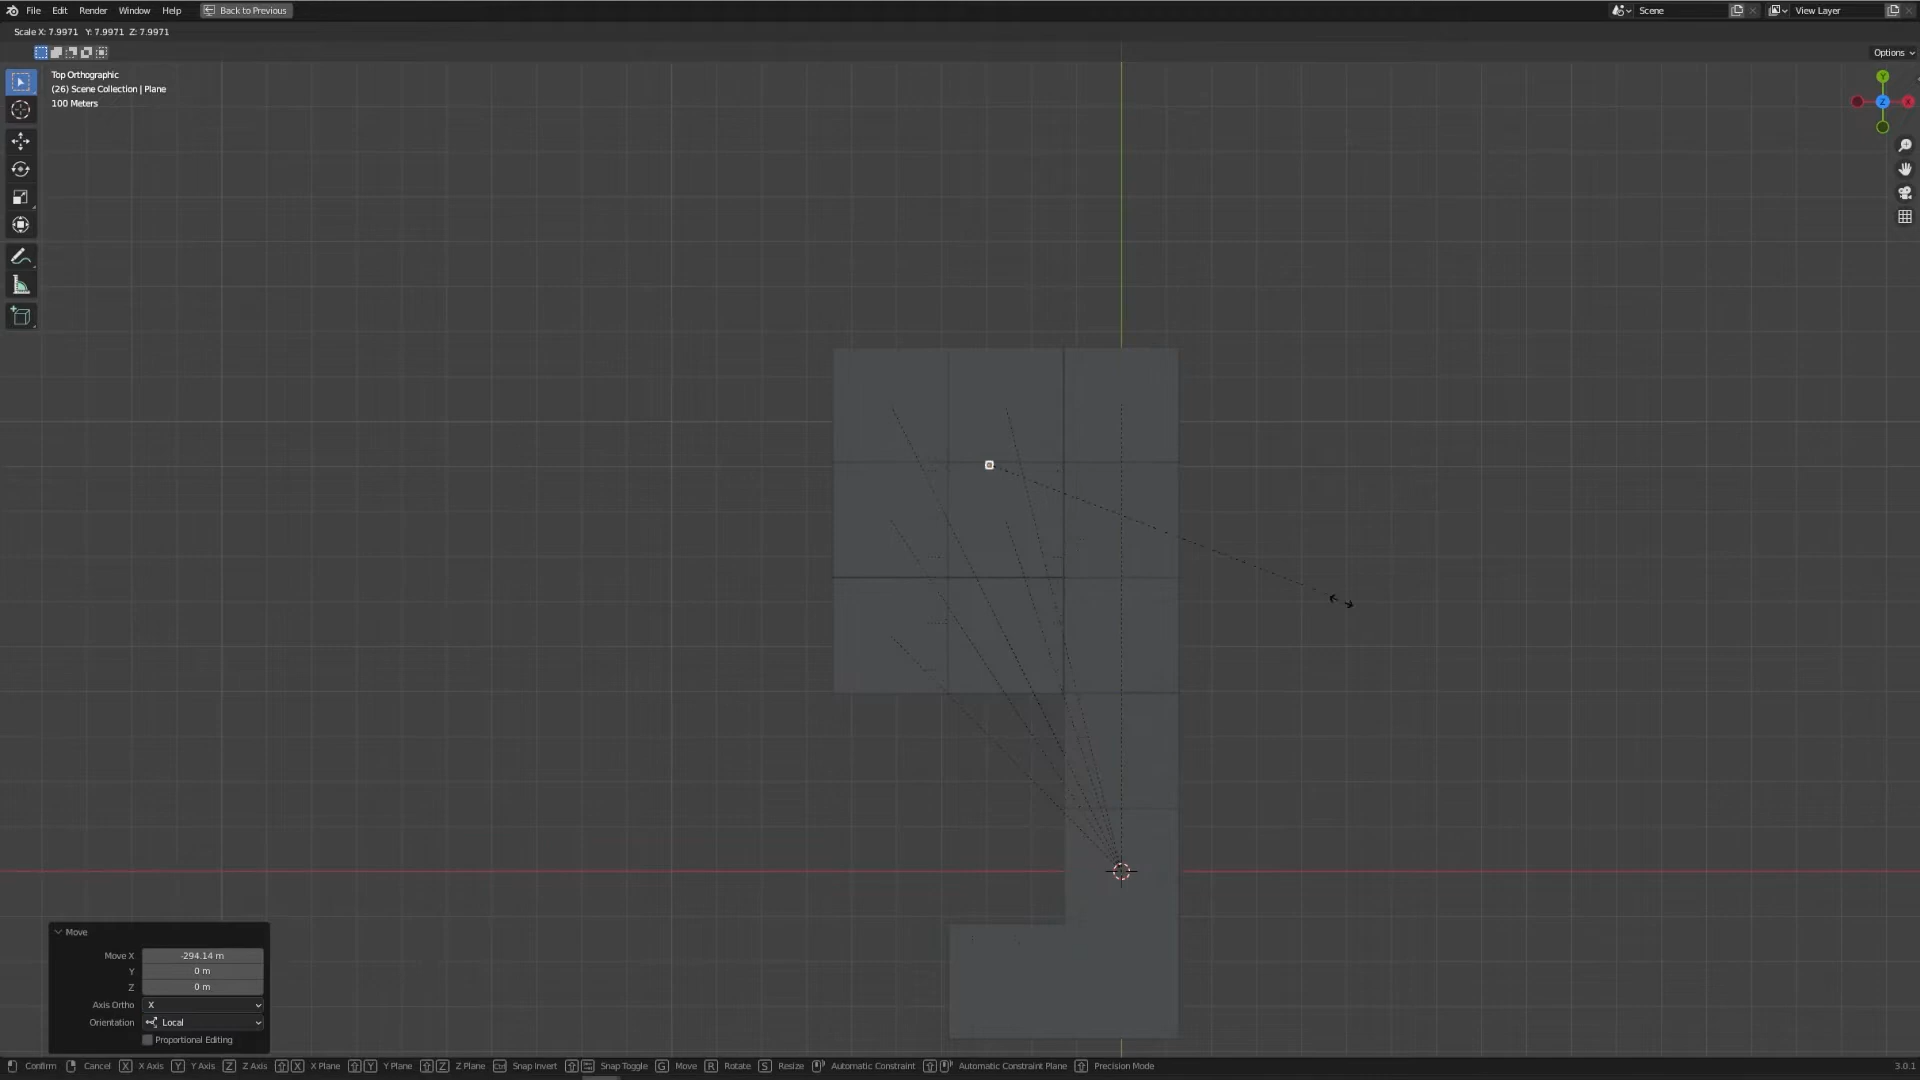 File Edit Render Window Help Back to Previous Scene View Layer
Scale X: 7.9971 Y: 7.9971 Z: 7.9971
Options
Top Orthographic
(26) Scene Collection | Plane
100 Meters
Y
Z X
Move
Move X -294.14 m
Y 0 m
Z 0 m
Axis Ortho X
Orientation Local
Proportional Editing
Confirm Cancel X X Axis Y Y Axis Z Z Axis X X Plane Y Y Plane Z Z Plane Ctrl Snap Invert Snap Toggle G Move R Rotate S Resize Automatic Constraint Automatic Constraint Plane Precision Mode 3.0.1